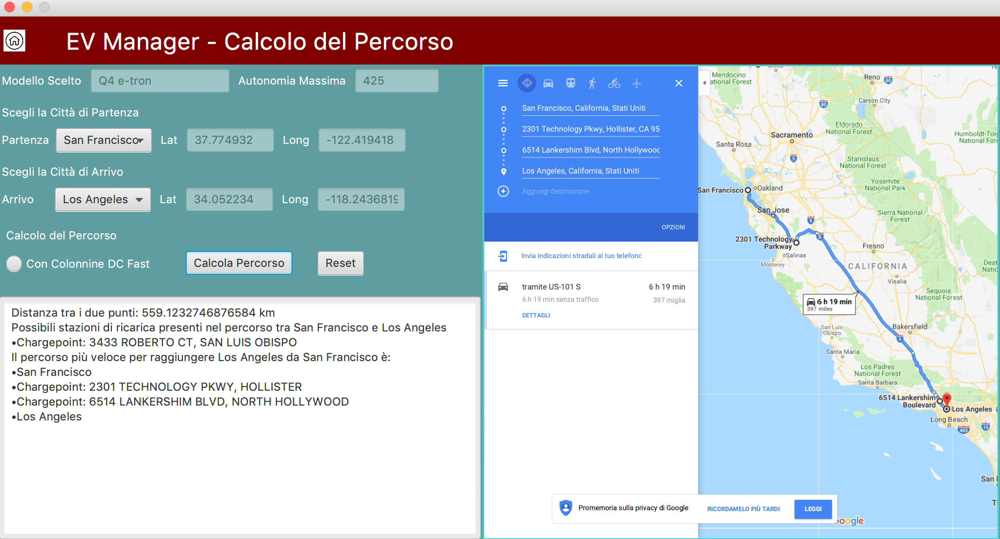 EV Manager - Calcolo del Percorso
Modello Scelto Q4 e-tron Autonomia Massima 425
Scegli la Città di Partenza
Partenza San Francisco Lat 37.774932 Long -122.419418
Scegli la Città di Arrivo
Arrivo Los Angeles Lat 34.052234 Long -118.2436819
Calcolo del Percorso
Con Colonnine DC Fast Calcola Percorso Reset
Distanza tra i due punti: 559.1232746876584 km
Possibili stazioni di ricarica presenti nel percorso tra San Francisco e Los Angeles
•Chargepoint: 3433 ROBERTO CT, SAN LUIS OBISPO
Il percorso più veloce per raggiungere Los Angeles da San Francisco è:
•San Francisco
•Chargepoint: 2301 TECHNOLOGY PKWY, HOLLISTER
•Chargepoint: 6514 LANKERSHIM BLVD, NORTH HOLLYWOOD
•Los Angeles
San Francisco, California, Stati Uniti
2301 Technology Pkwy, Hollister, CA 95
6514 Lankershim Blvd, North Hollywood
Los Angeles, California, Stati Uniti
Aggiungi destinazione
OPZIONI
Invia indicazioni stradali al tuo telefono
tramite US-101 S 6 h 19 min
6 h 19 min senza traffico 397 miglia
DETTAGLI
Mendocino
ational Forest
Reno
80
Carson City
80
Eldorado
National Forest
Humboldt-Toiy
National Fore
Sacramento
Santa Rosa
5
Stanislaus
National Forest
Yosemite
National Park
San Francisco
Oakland
San Jose
Sierra National
Forest
5
5
2301 Technology
Parkway
Salinas
Monterey
Fresno
CALIFORNIA
Deat
Natio
Visalia
Sequoia
National Forest
6 h 19 min
397 miles
San Luis
Obispo
Bakersfield
5
Santa Maria
Los Padres
National Forest
Santa Barbara
6514 Lankershim
Boulevard
Los Angeles
Long Beach
405
15
San
Promemoria sulla privacy di Google RICORDAMELO PIÙ TARDI LEGGI
Google